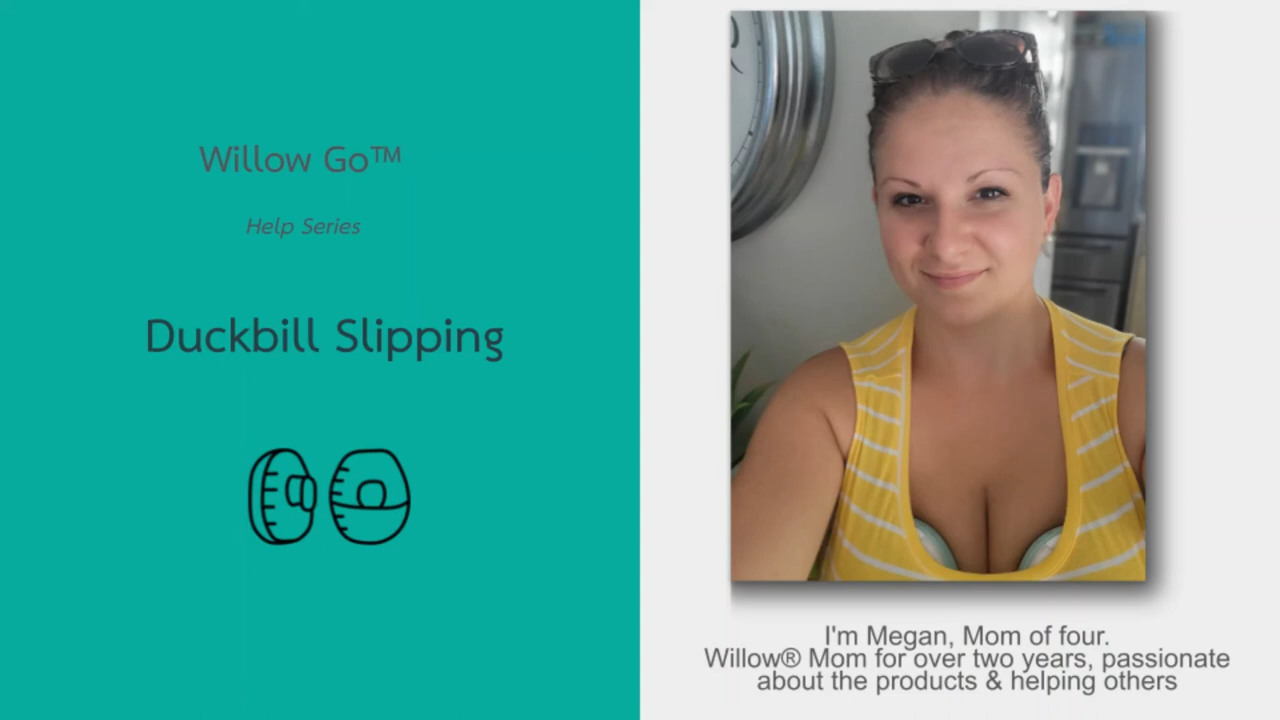 Willow Go™
Help Series
Duckbill Slipping
I'm Megan, Mom of four.
Willow® Mom for over two years, passionate
about the products & helping others